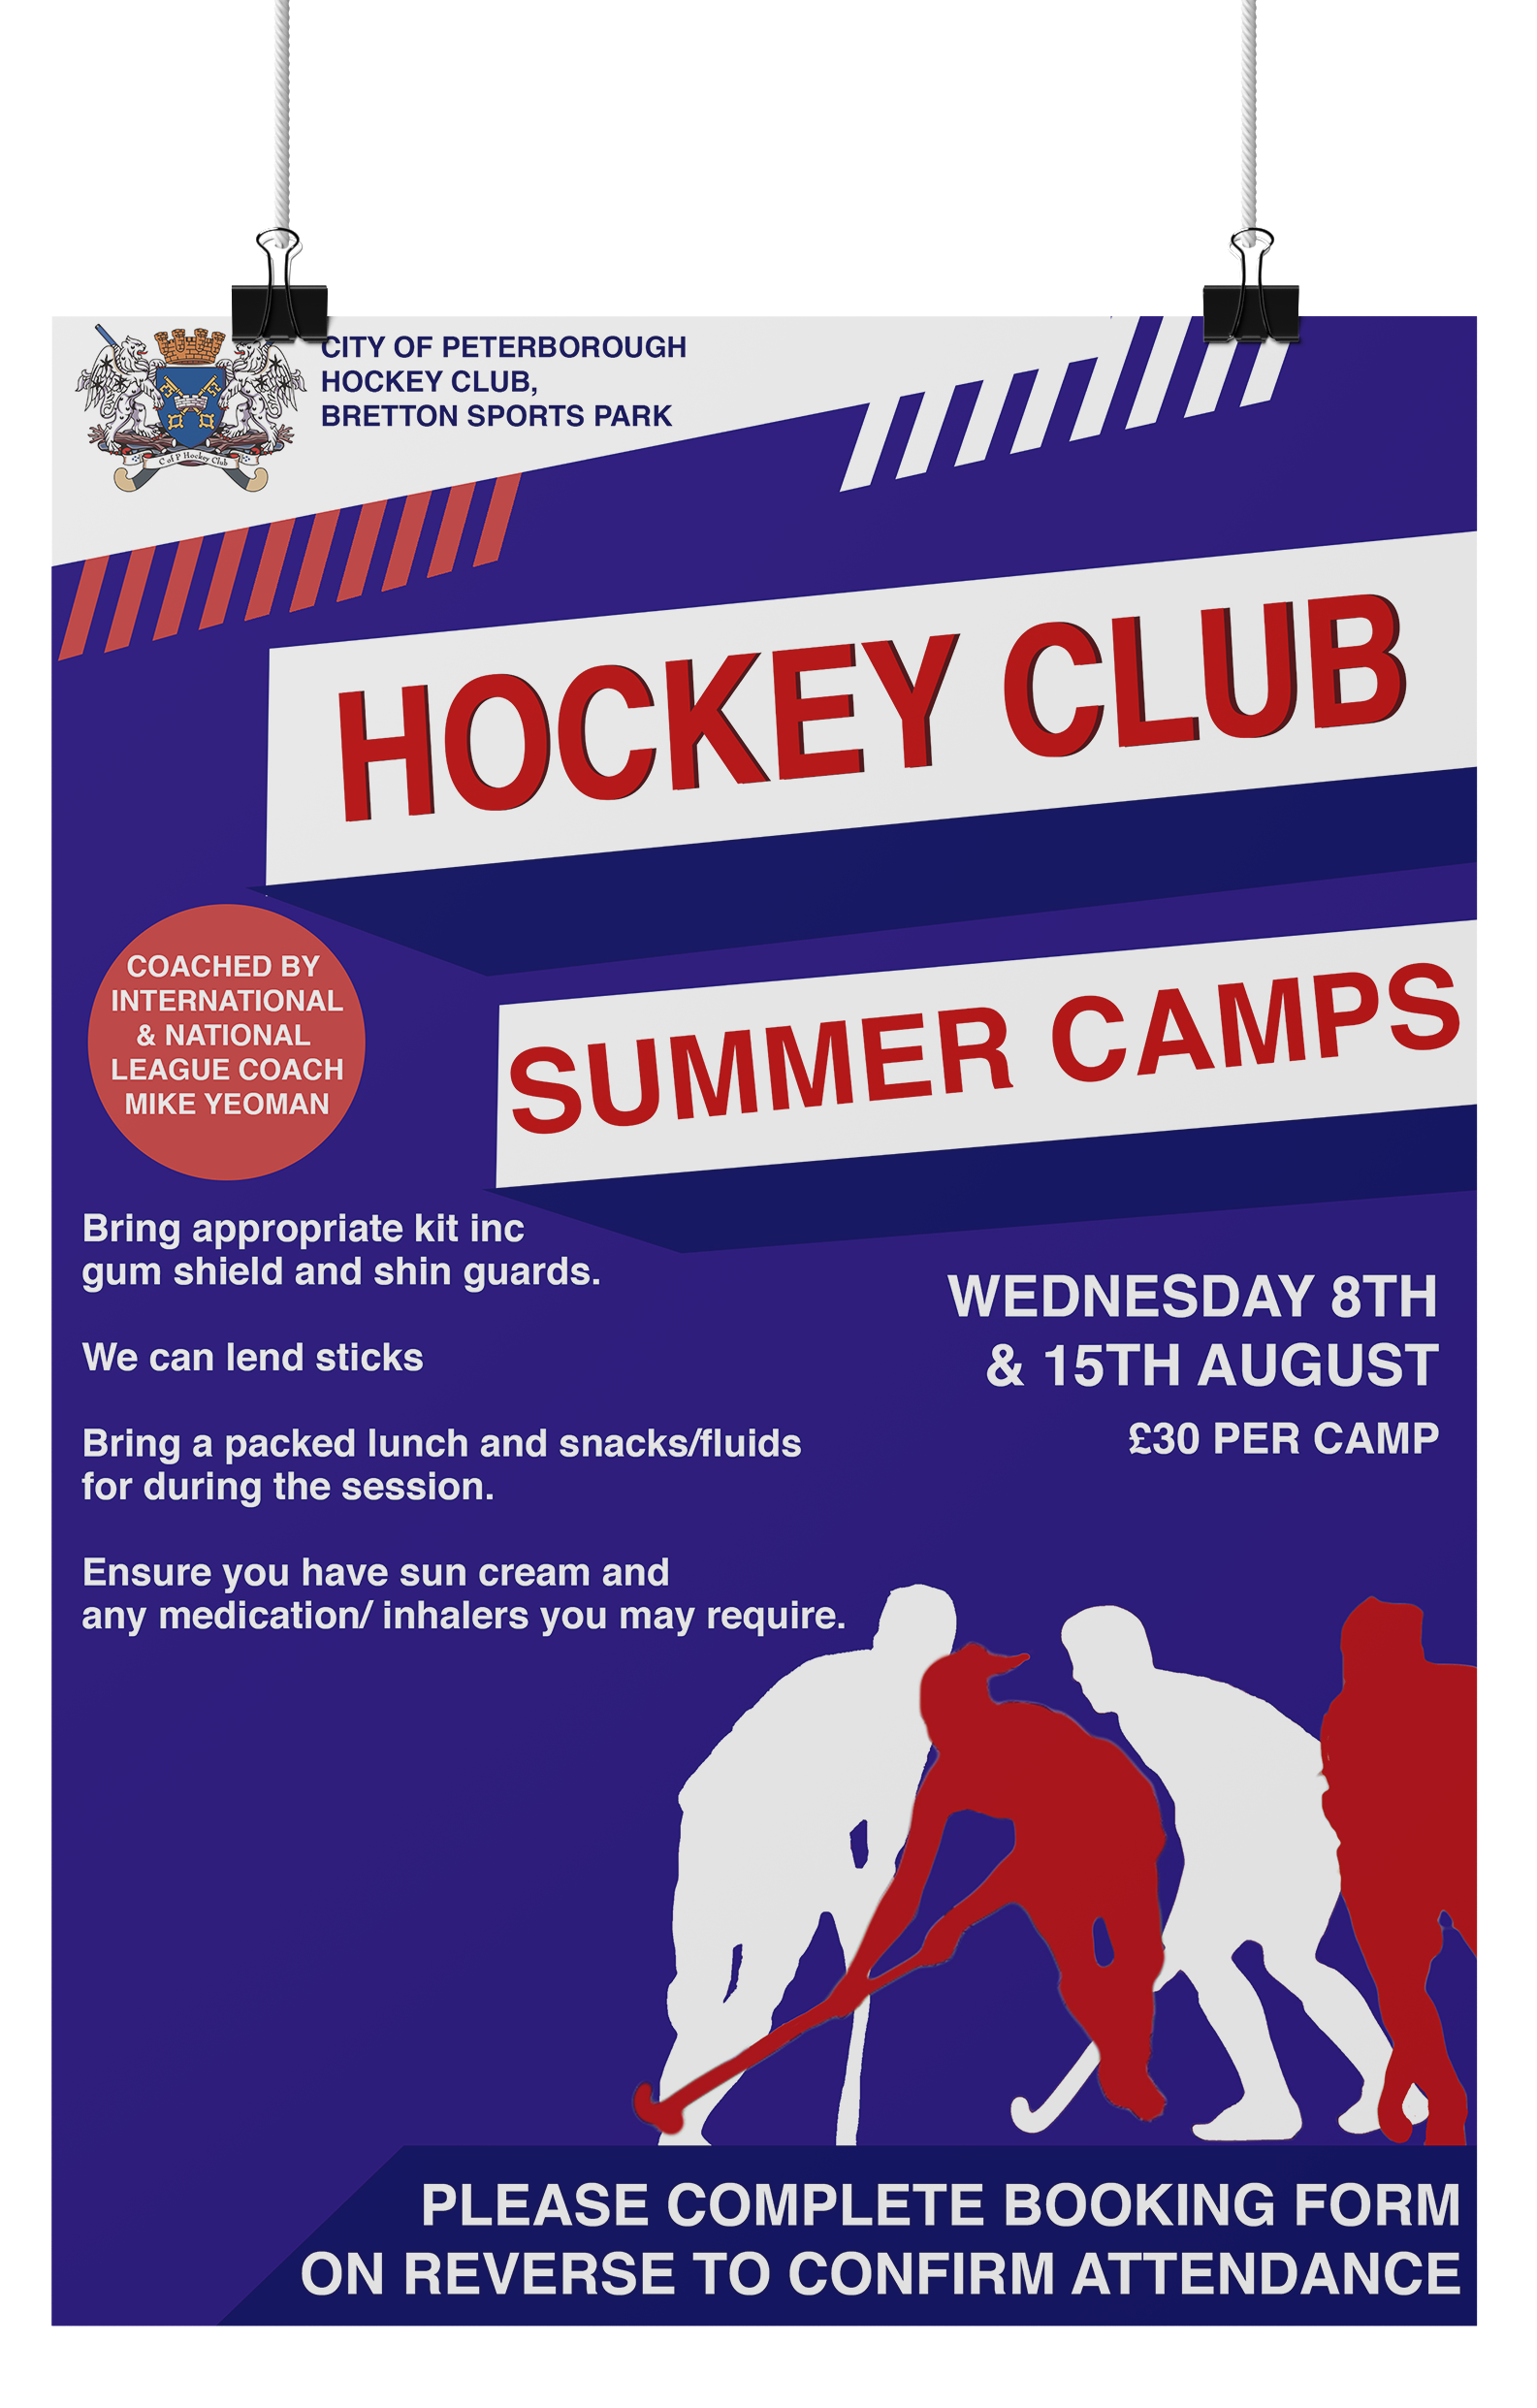 CITY OF PETERBOROUGH
HOCKEY CLUB,
BRETTON SPORTS PARK
C of P Hockey Club
HOCKEY CLUB
SUMMER CAMPS
COACHED BY
INTERNATIONAL
& NATIONAL
LEAGUE COACH
MIKE YEOMAN
Bring appropriate kit inc
gum shield and shin guards.
We can lend sticks
Bring a packed lunch and snacks/fluids
for during the session.
Ensure you have sun cream and
any medication/ inhalers you may require.
WEDNESDAY 8TH
& 15TH AUGUST
£30 PER CAMP
PLEASE COMPLETE BOOKING FORM
ON REVERSE TO CONFIRM ATTENDANCE